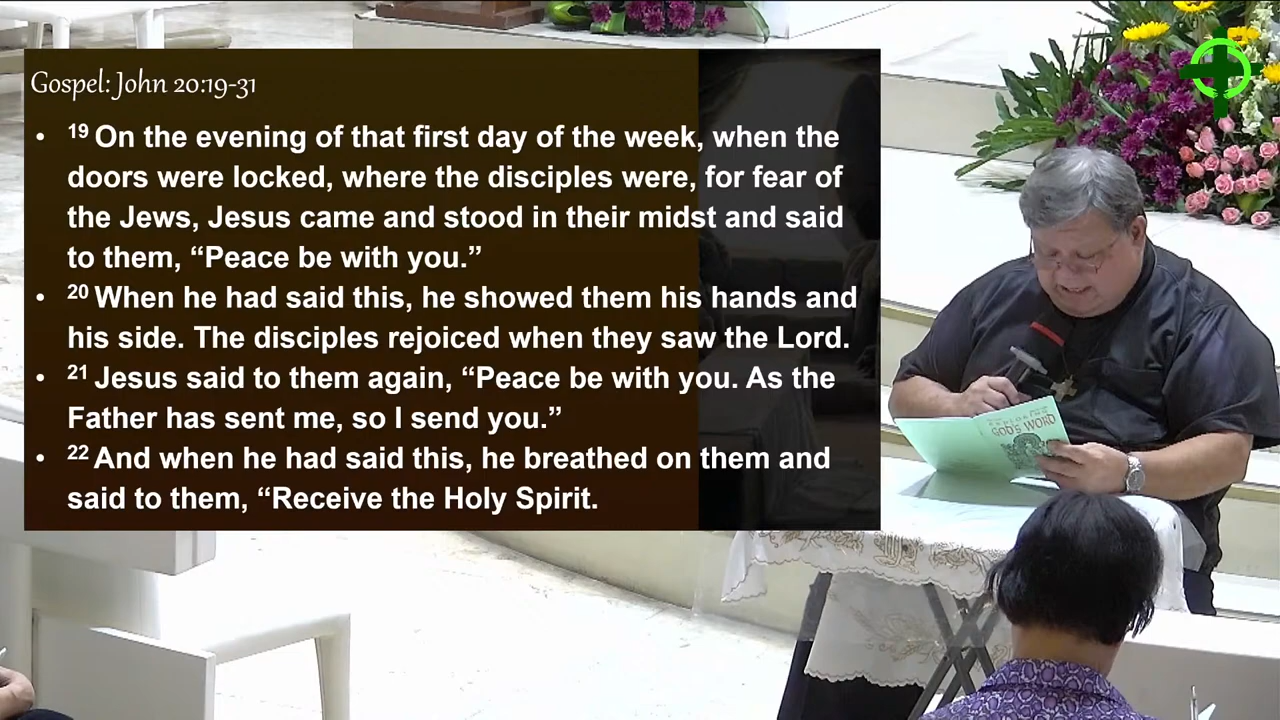 Gospel: John 20:19-31
• 19 On the evening of that first day of the week, when the
doors were locked, where the disciples were, for fear of
the Jews, Jesus came and stood in their midst and said
to them, “Peace be with you.”
• 20 When he had said this, he showed them his hands and
his side. The disciples rejoiced when they saw the Lord.
• 21 Jesus said to them again, “Peace be with you. As the
Father has sent me, so I send you.”
• 22 And when he had said this, he breathed on them and
said to them, “Receive the Holy Spirit.
GOD'S WORD